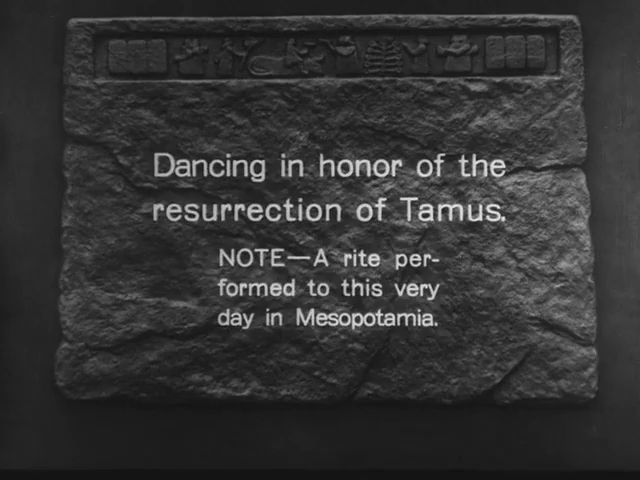 Dancing in honor of the
resurrection of Tamus.
NOTE—A rite per-
formed to this very
day in Mesopotamia.